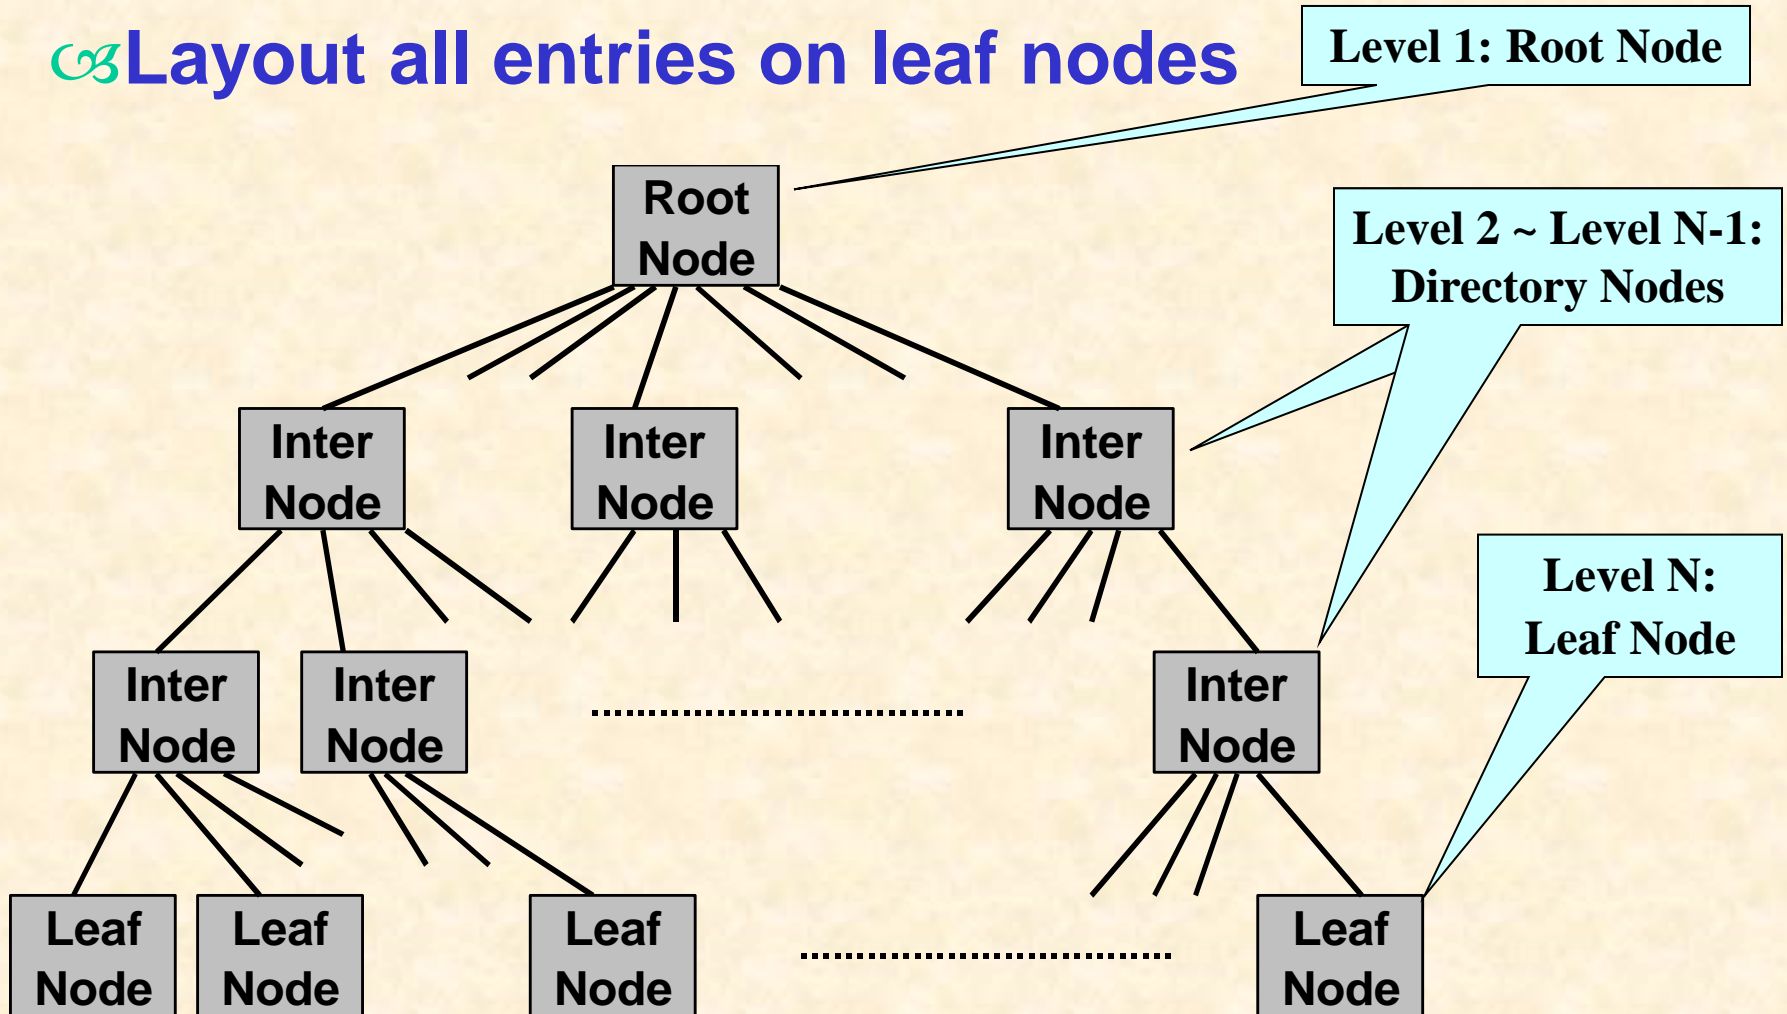 Layout all entries on leaf nodes
Level 1: Root Node
Root
Node
Level 2 ~ Level N-1:
Directory Nodes
Inter
Node
Inter
Node
Inter
Node
Level N:
Leaf Node
Inter
Node
Inter
Node
Inter
Node
Leaf
Node
Leaf
Node
Leaf
Node
Leaf
Node